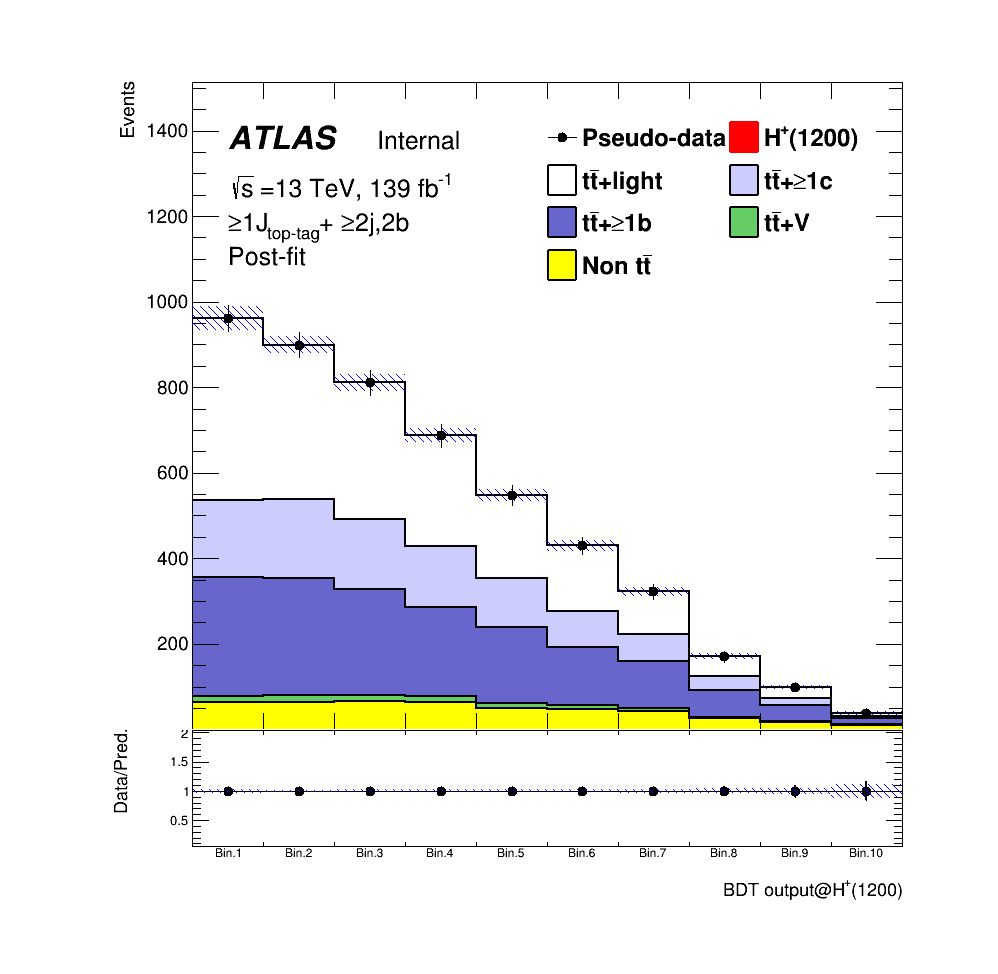 Events
1400
1200
1000
800
600
400
200
ATLAS Internal
√s =13 TeV, 139 fb⁻¹
≥1J_top-tag+ ≥2j,2b
Post-fit
Pseudo-data
H⁺(1200)
tt̄+light
tt̄+≥1c
tt̄+≥1b
tt̄+V
Non tt̄
Data/Pred.
2
1.5
1
0.5
Bin.1 Bin.2 Bin.3 Bin.4 Bin.5 Bin.6 Bin.7 Bin.8 Bin.9 Bin.10
BDT output@H⁺(1200)